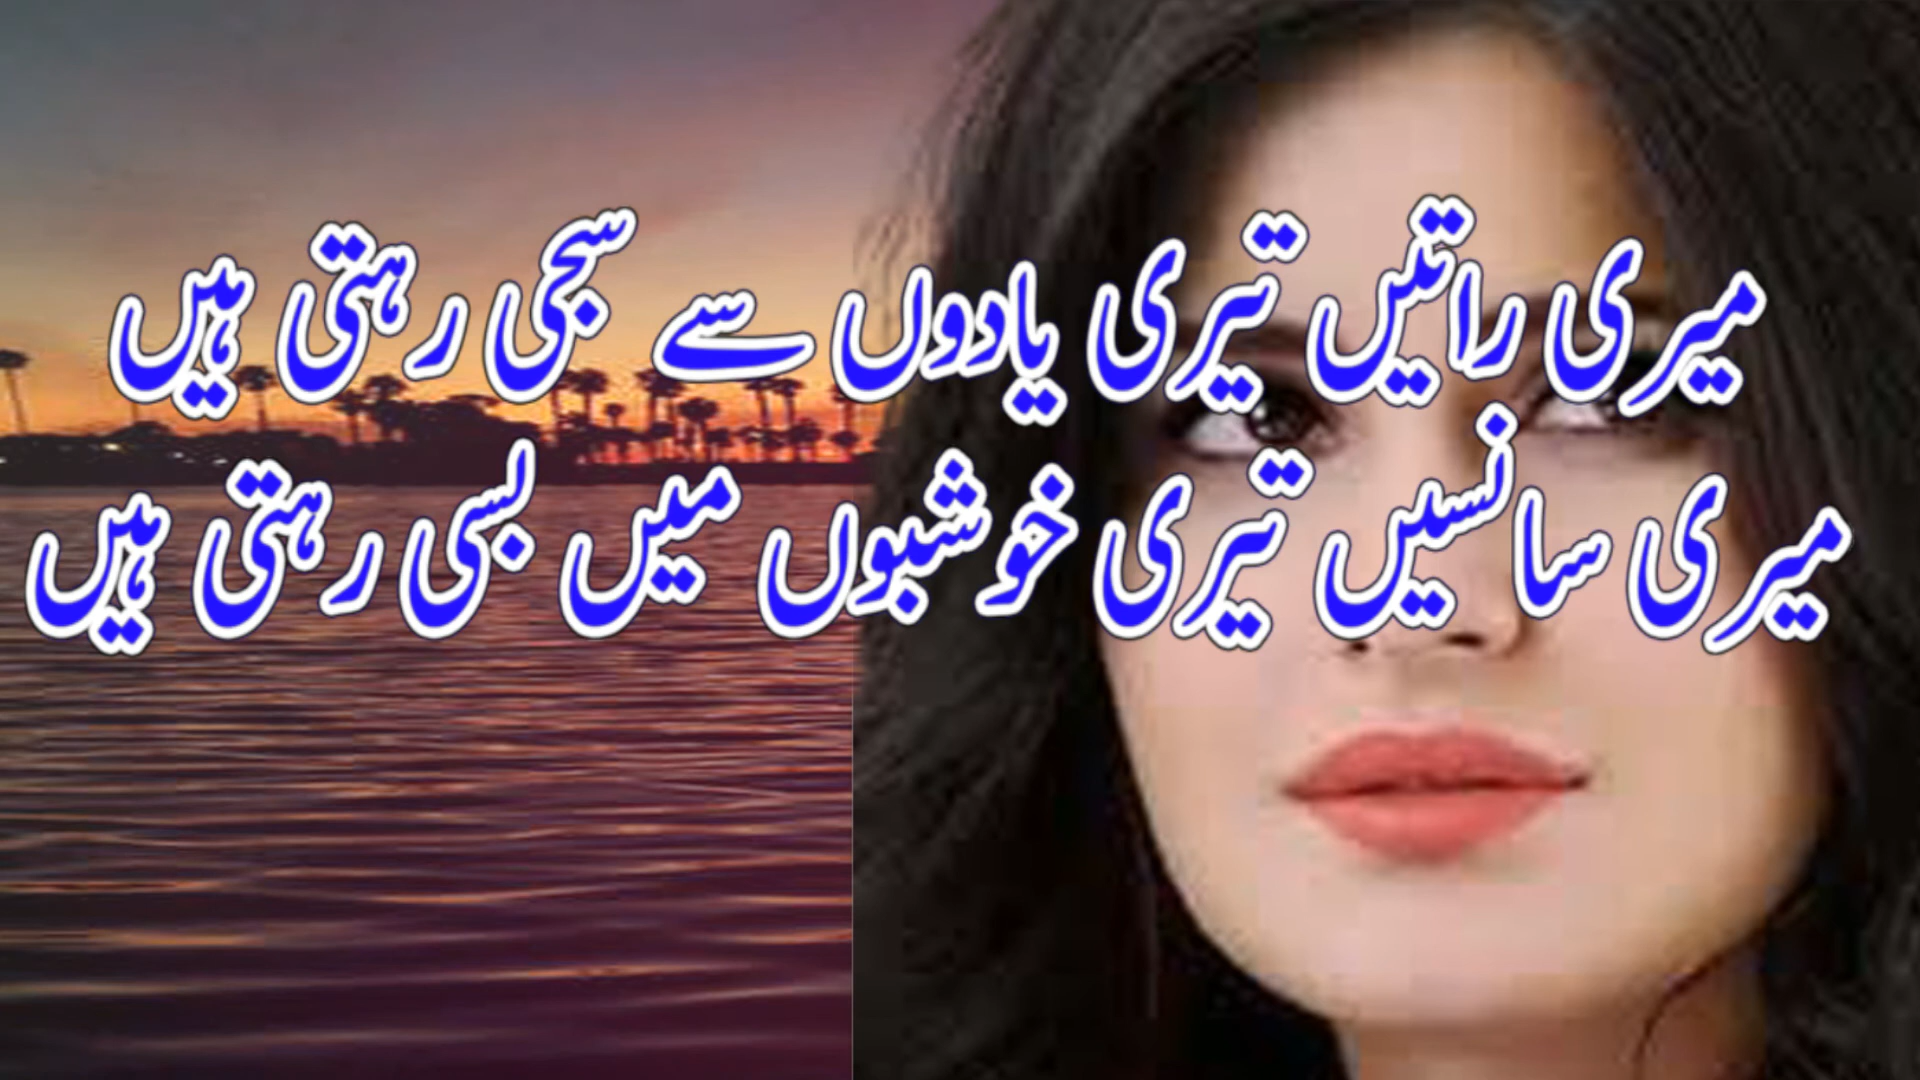 میری راتیں تیری یادوں سے سجی رہتی ہیں
میری سانسیں تیری خوشبوں میں بسی رہتی ہیں